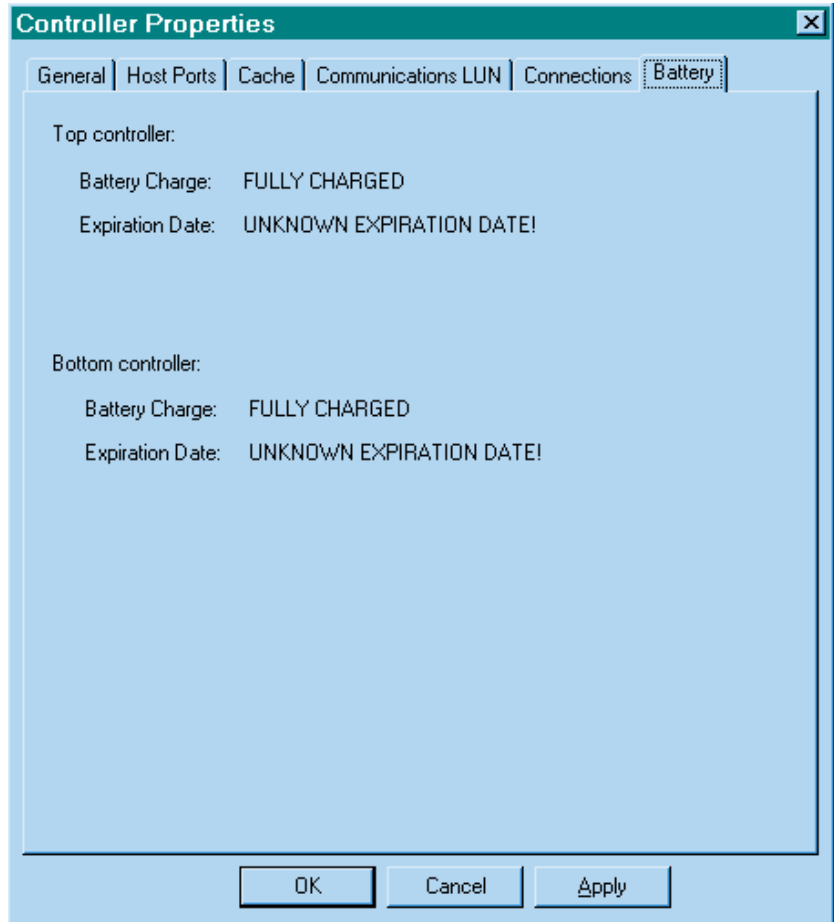 Controller Properties
General Host Ports Cache Communications LUN Connections Battery
Top controller:
Battery Charge: FULLY CHARGED
Expiration Date: UNKNOWN EXPIRATION DATE!
Bottom controller:
Battery Charge: FULLY CHARGED
Expiration Date: UNKNOWN EXPIRATION DATE!
OK Cancel Apply